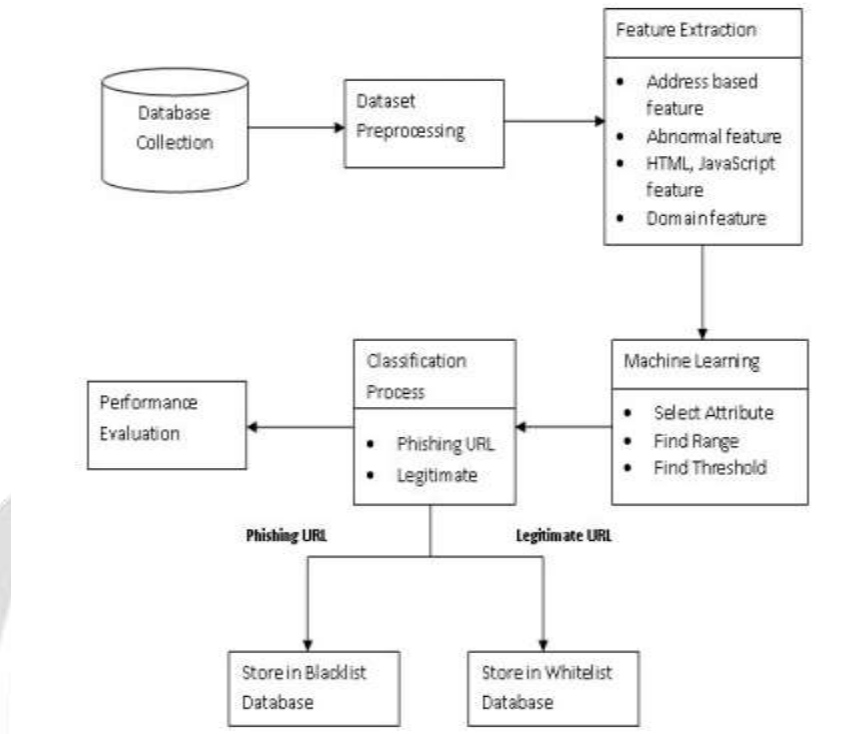 Database
Collection
Dataset
Preprocessing
Feature Extraction
• Address based
feature
• Abnormal feature
• HTML, JavaScript
feature
• Domain feature
Machine Learning
• Select Attribute
• Find Range
• Find Threshold
Classification
Process
• Phishing URL
• Legitimate
Performance
Evaluation
Phishing URL
Legitimate URL
Store in Blacklist
Database
Store in Whitelist
Database